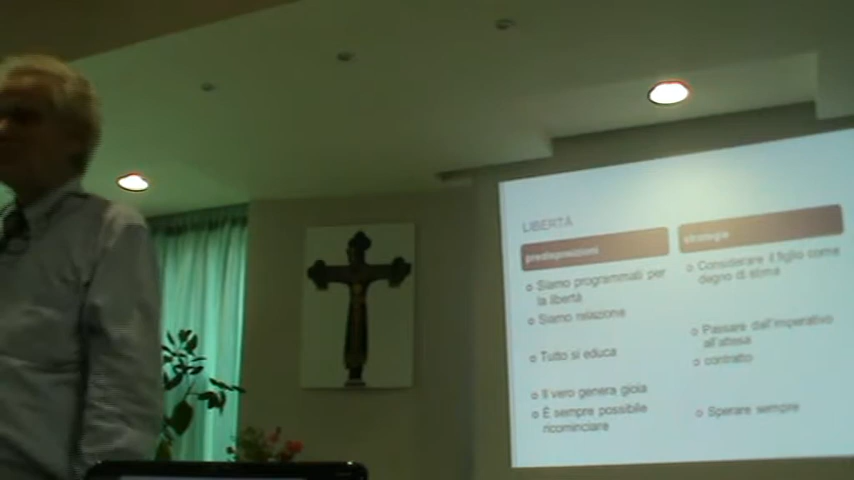 LIBERTÀ
predisposizioni
strategie
Siamo programmati per
la libertà
Siamo relazione
Tutto si educa
Il vero genera gioia
È sempre possibile
ricominciare
Considerare il figlio come
degno di stima
Passare dall'imperativo
all'attesa
contratto
Sperare sempre